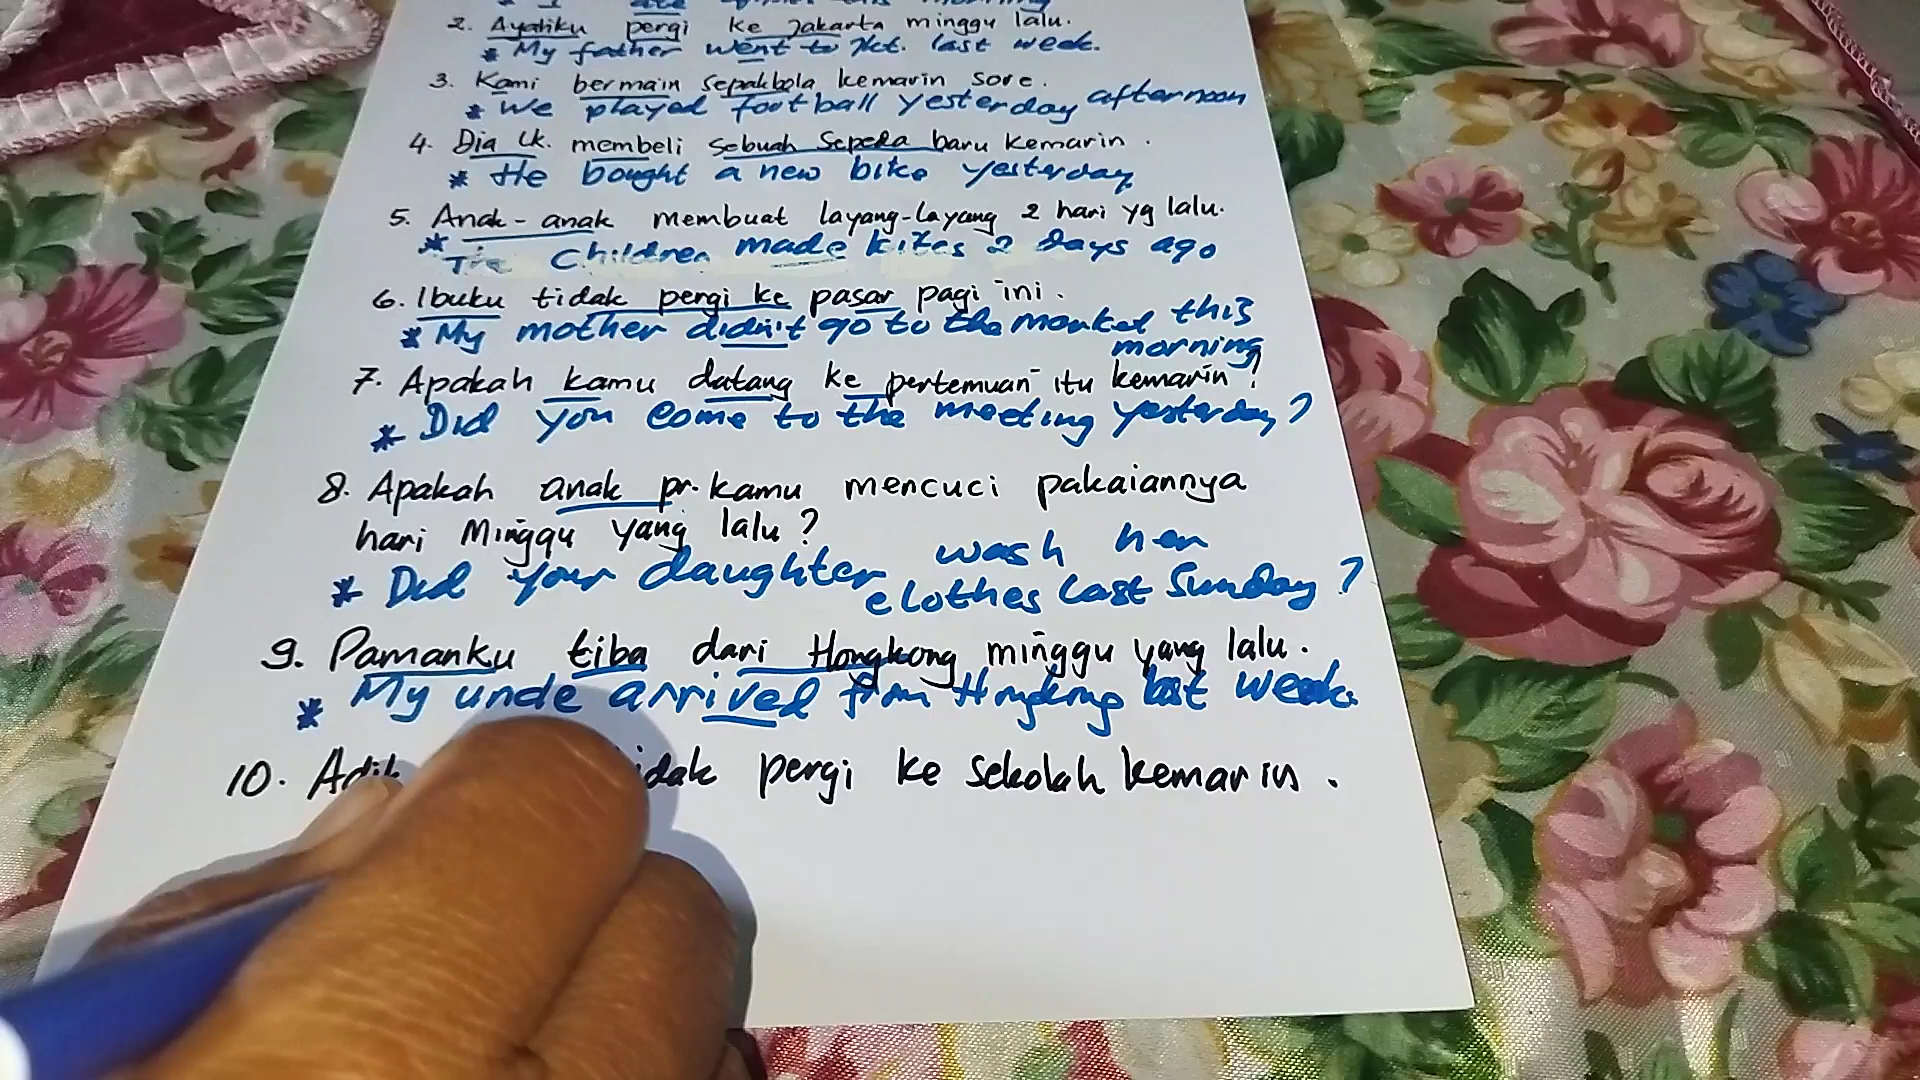 2. Ayahku pergi ke Jakarta minggu lalu.
* My father went to Jkt. last week.
3. Kami bermain sepakbola kemarin sore.
* We played football yesterday afternoon
4. Dia lk. membeli sebuah sepeda baru kemarin.
* He bought a new bike yesterday
5. Anak-anak membuat layang-layang 2 hari yg lalu.
* The children made kites 2 days ago
6. Ibuku tidak pergi ke pasar pagi ini.
* My mother didn't go to the market this
morning
7. Apakah kamu datang ke pertemuan itu kemarin?
* Did you come to the meeting yesterday?
8. Apakah anak pr. kamu mencuci pakaiannya
hari Minggu yang lalu?
* Did your daughter wash her
clothes last Sunday?
9. Pamanku tiba dari Hongkong minggu yang lalu.
* My uncle arrived from Hongkong last week.
10. Adik idak pergi ke sekolah kemarin.